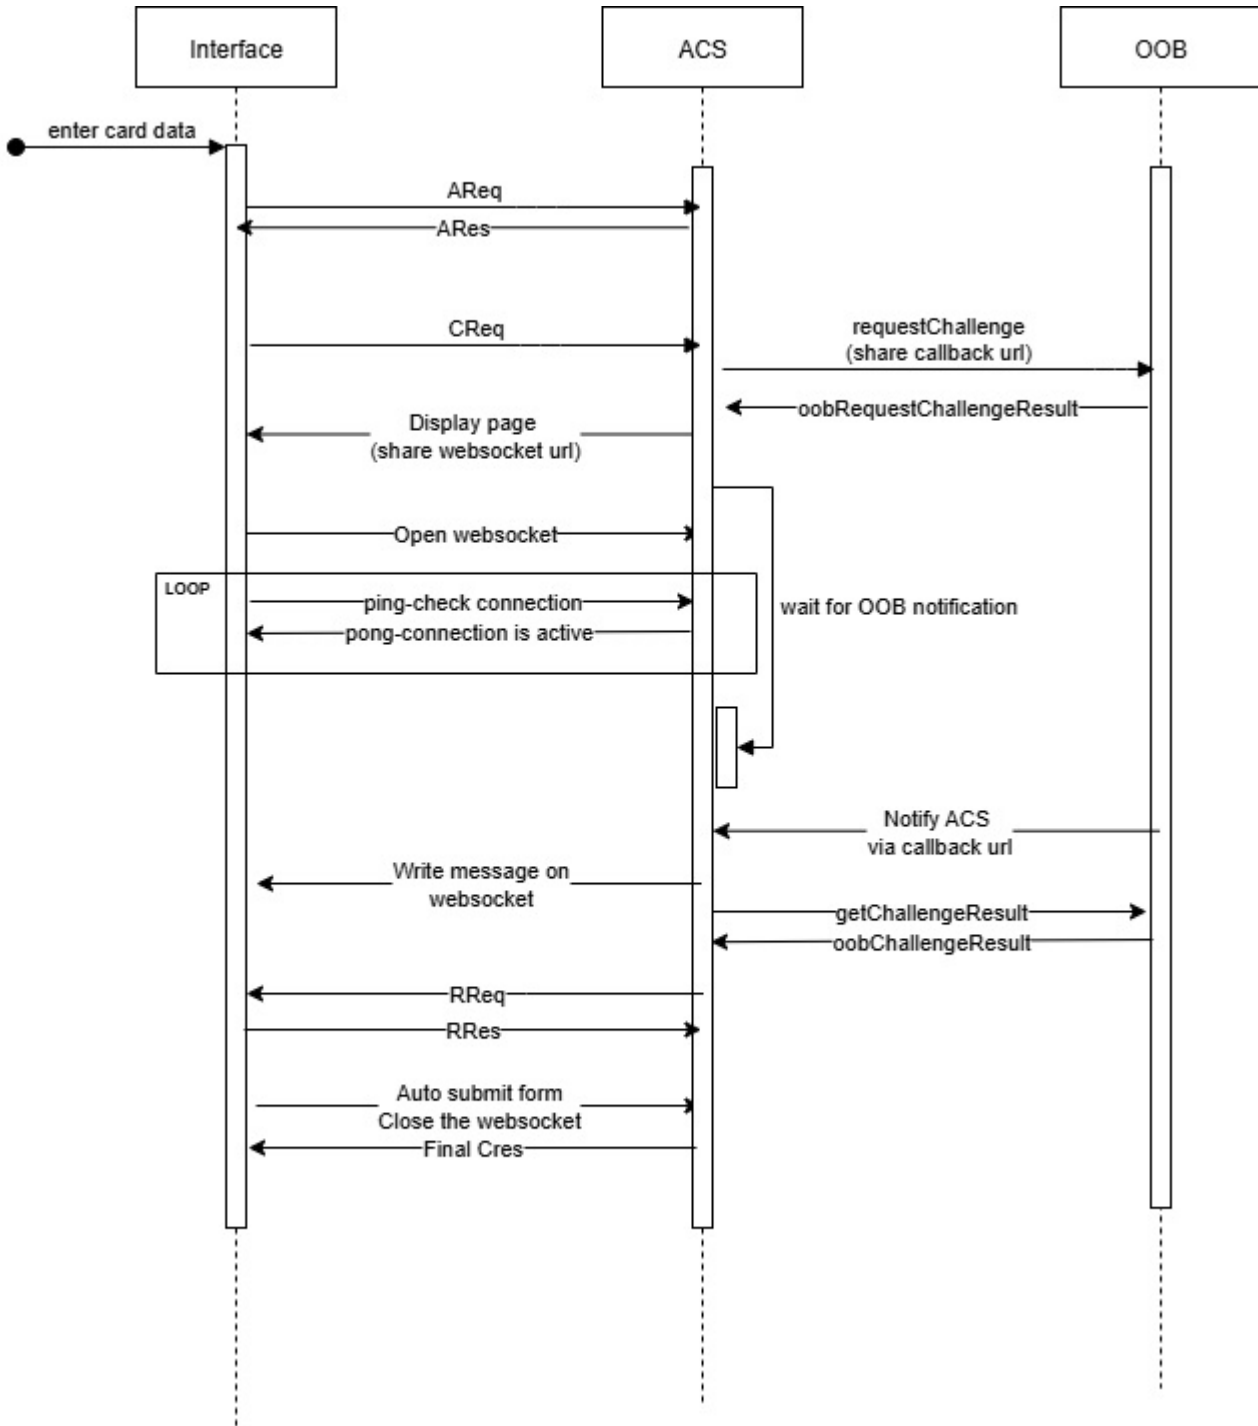 Interface
ACS
OOB
enter card data
AReq
ARes
CReq
requestChallenge
(share callback url)
oobRequestChallengeResult
Display page
(share websocket url)
Open websocket
LOOP
ping-check connection
wait for OOB notification
pong-connection is active
Notify ACS
via callback url
Write message on
websocket
getChallengeResult
oobChallengeResult
RReq
RRes
Auto submit form
Close the websocket
Final Cres